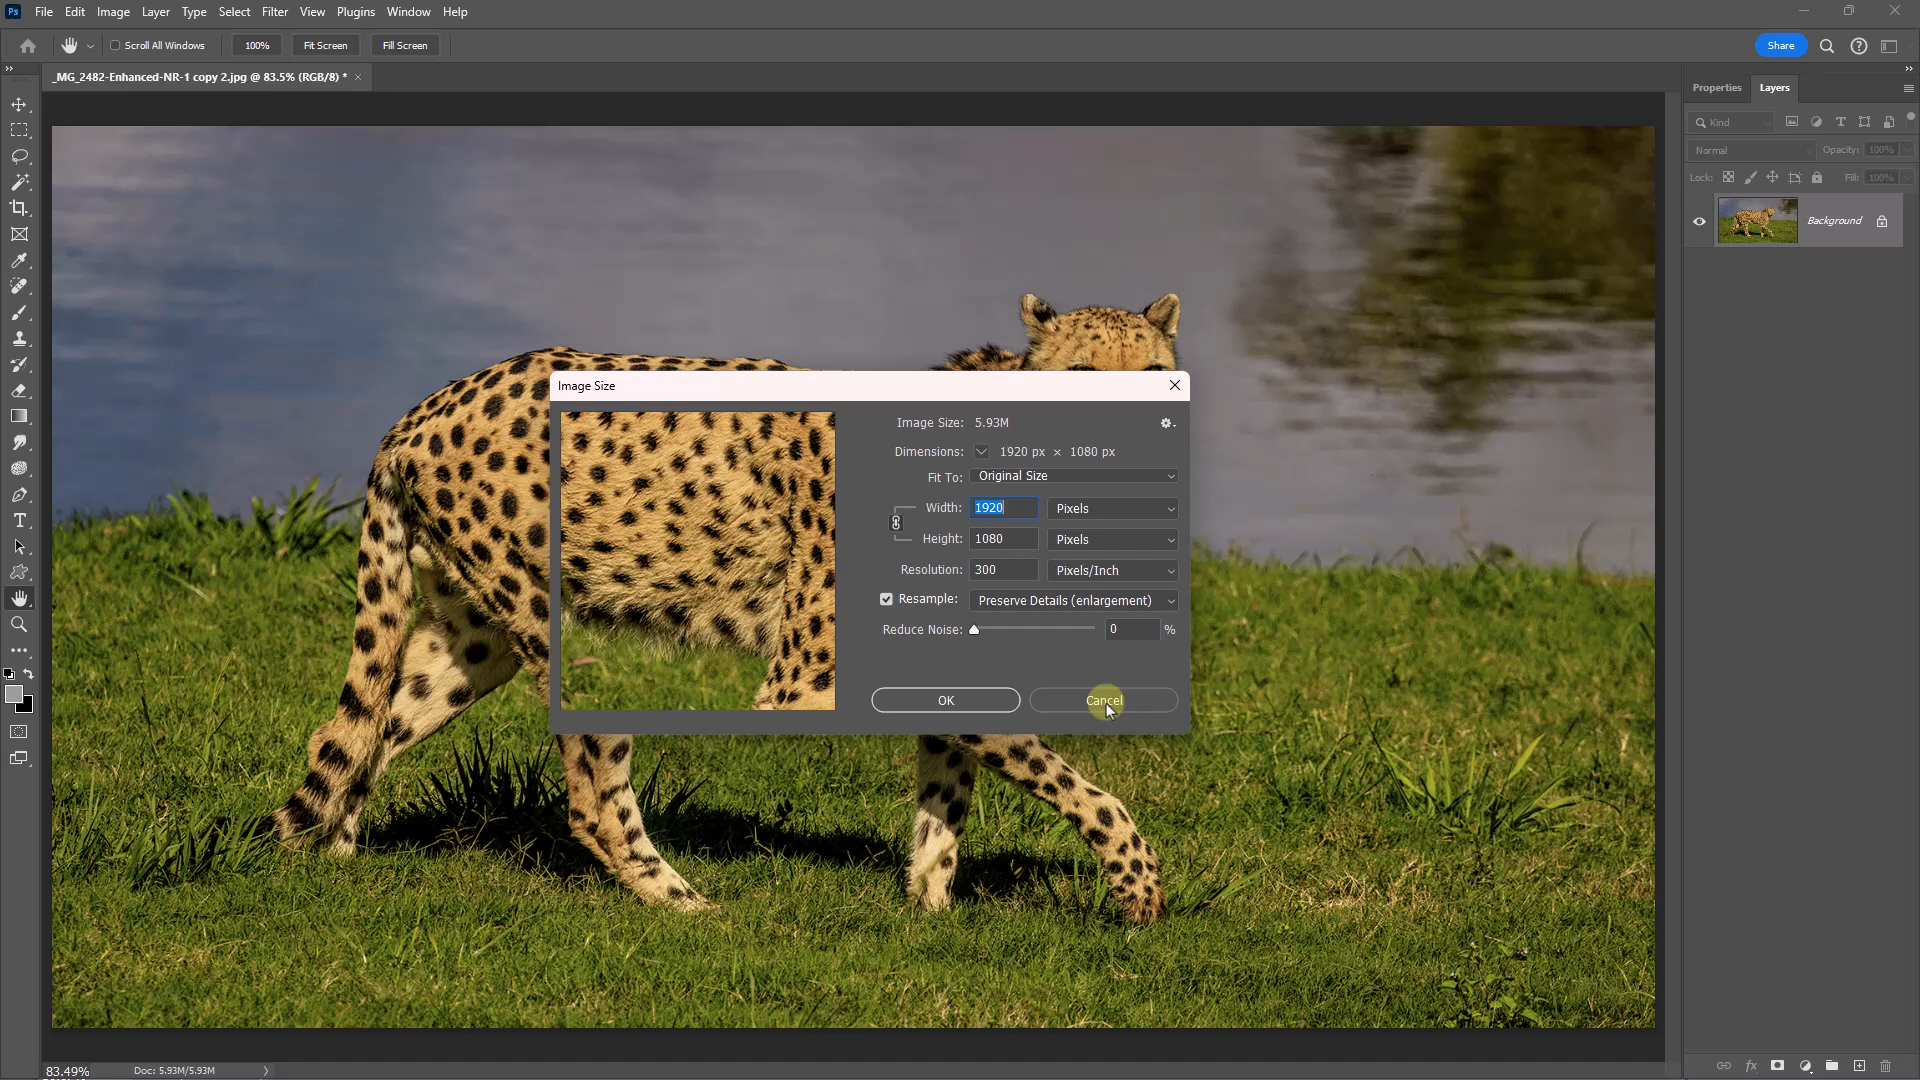 Ps File Edit Image Layer Type Select Filter View Plugins Window Help
Scroll All Windows 100% Fit Screen Fill Screen Share
_MG_2482-Enhanced-NR-1 copy 2.jpg @ 83.5% (RGB/8) *
Properties Layers
Kind
Normal Opacity: 100%
Lock: Fill: 100%
Background
Image Size
Image Size: 5.93M
Dimensions: 1920 px × 1080 px
Fit To: Original Size
Width: 1920 Pixels
Height: 1080 Pixels
Resolution: 300 Pixels/Inch
Resample: Preserve Details (enlargement)
Reduce Noise: 0 %
OK Cancel
83.49% Doc: 5.93M/5.93M
fx